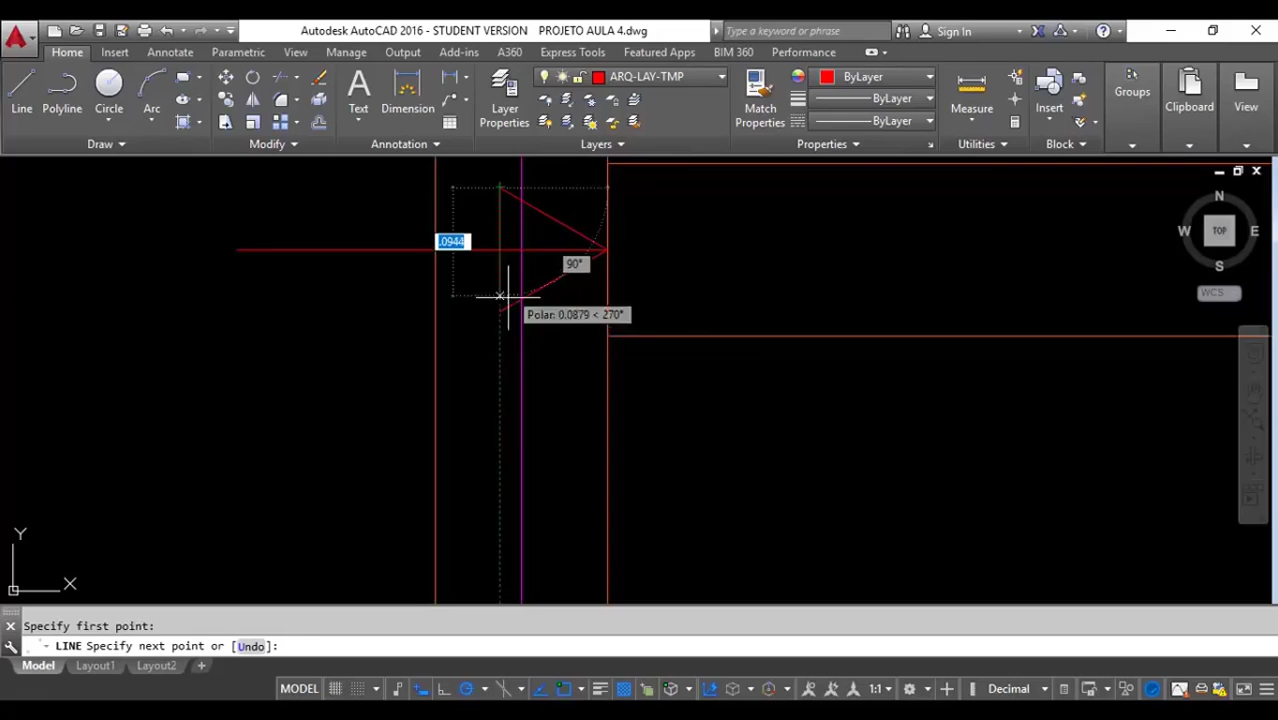 Autodesk AutoCAD 2016 - STUDENT VERSION PROJETO AULA 4.dwg
Type a keyword or phrase
Sign In
Home Insert Annotate Parametric View Manage Output Add-ins A360 Express Tools Featured Apps BIM 360 Performance
Line Polyline Circle Arc
Text Dimension
Layer Properties
ARQ-LAY-TMP
Match Properties
ByLayer
ByLayer
ByLayer
Measure
Insert
Groups
Clipboard
View
Draw Modify Annotation Layers Properties Utilities Block
N
W TOP E
S
WCS
.0944
90°
Polar: 0.0879 < 270°
Y
X
Specify first point:
LINE Specify next point or [Undo]:
Model Layout1 Layout2 +
MODEL 1:1 Decimal